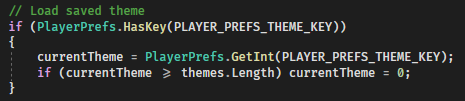 // Load saved theme
if (PlayerPrefs.HasKey(PLAYER_PREFS_THEME_KEY))
{
    currentTheme = PlayerPrefs.GetInt(PLAYER_PREFS_THEME_KEY);
    if (currentTheme ⩾ themes.Length) currentTheme = 0;
}